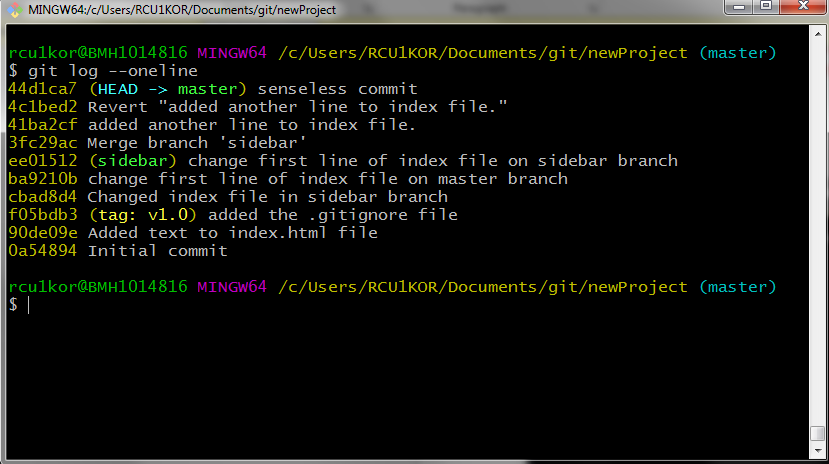 MINGW64:/c/Users/RCU1KOR/Documents/git/newProject
rcu1kor@BMH1014816 MINGW64 /c/Users/RCU1KOR/Documents/git/newProject (master)
$ git log --oneline
44d1ca7 (HEAD -> master) senseless commit
4c1bed2 Revert "added another line to index file."
41ba2cf added another line to index file.
3fc29ac Merge branch 'sidebar'
ee01512 (sidebar) change first line of index file on sidebar branch
ba9210b change first line of index file on master branch
cbad8d4 Changed index file in sidebar branch
f05bdb3 (tag: v1.0) added the .gitignore file
90de09e Added text to index.html file
0a54894 Initial commit
rcu1kor@BMH1014816 MINGW64 /c/Users/RCU1KOR/Documents/git/newProject (master)
$